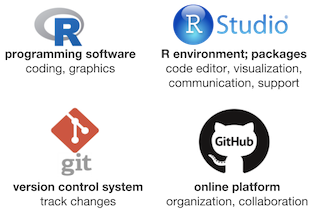 R
programming software
coding, graphics
R Studio®
R environment; packages
code editor, visualization,
communication, support
git
version control system
track changes
GitHub
online platform
organization, collaboration